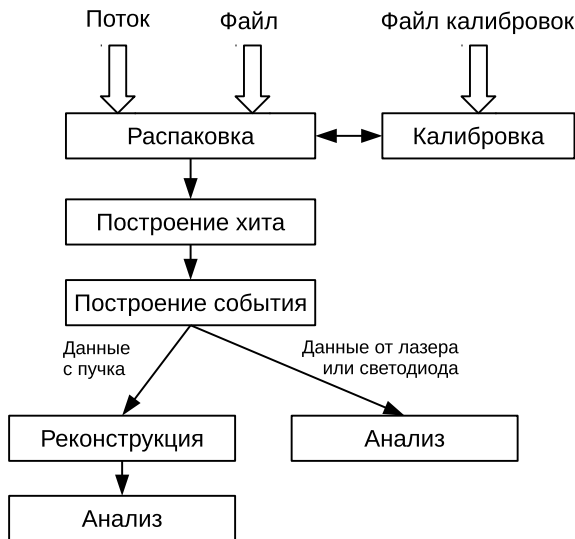 Поток
Файл
Файл калибровок
Распаковка
Калибровка
Построение хита
Построение события
Данные
с пучка
Данные от лазера
или светодиода
Реконструкция
Анализ
Анализ